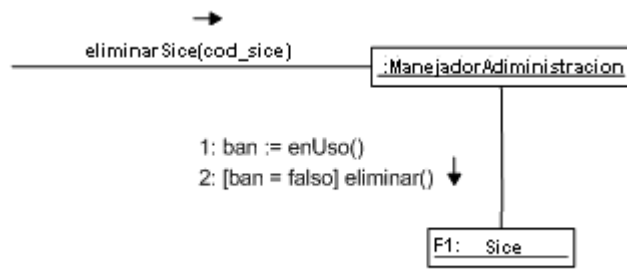 eliminarSice(cod_sice)
:ManejadorAdiministracion
1: ban := enUso()
2: [ban = falso] eliminar()
F1: Sice